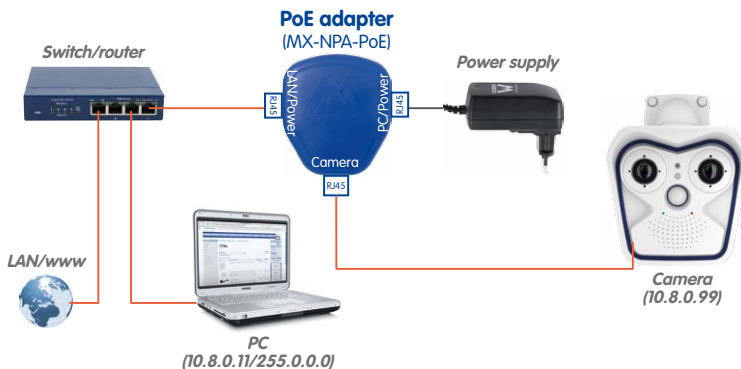 PoE adapter
(MX-NPA-PoE)
Switch/router
Power supply
LAN/Power
PC/Power
RJ45
RJ45
Camera
RJ45
LAN/www
Camera
(10.8.0.99)
PC
(10.8.0.11/255.0.0.0)